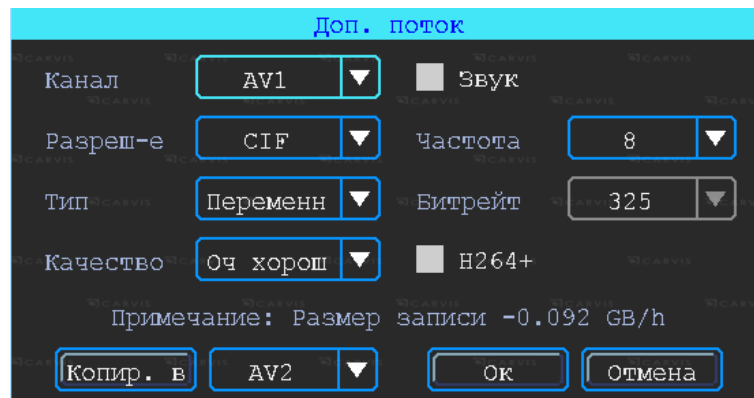 Доп. поток
Канал AV1 Звук
Разреш-е CIF Частота 8
Тип Переменн Битрейт 325
Качество Оч хорош H264+
Примечание: Размер записи -0.092 GB/h
Копир. в AV2 Ок Отмена